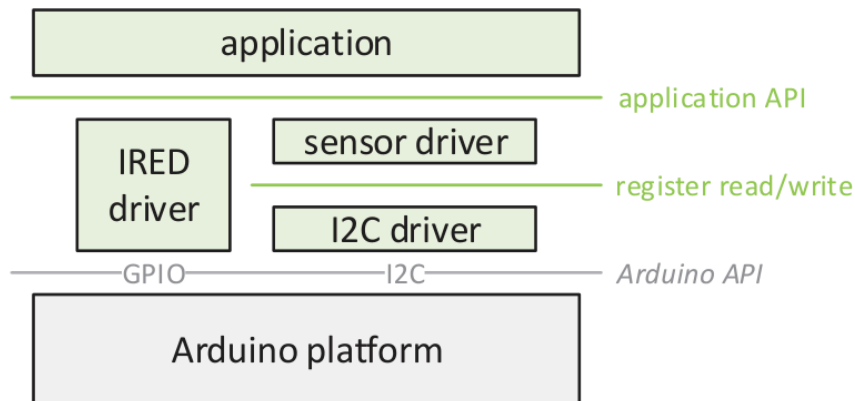 application
application API
IRED
driver
sensor driver
register read/write
I2C driver
GPIO
I2C
Arduino API
Arduino platform